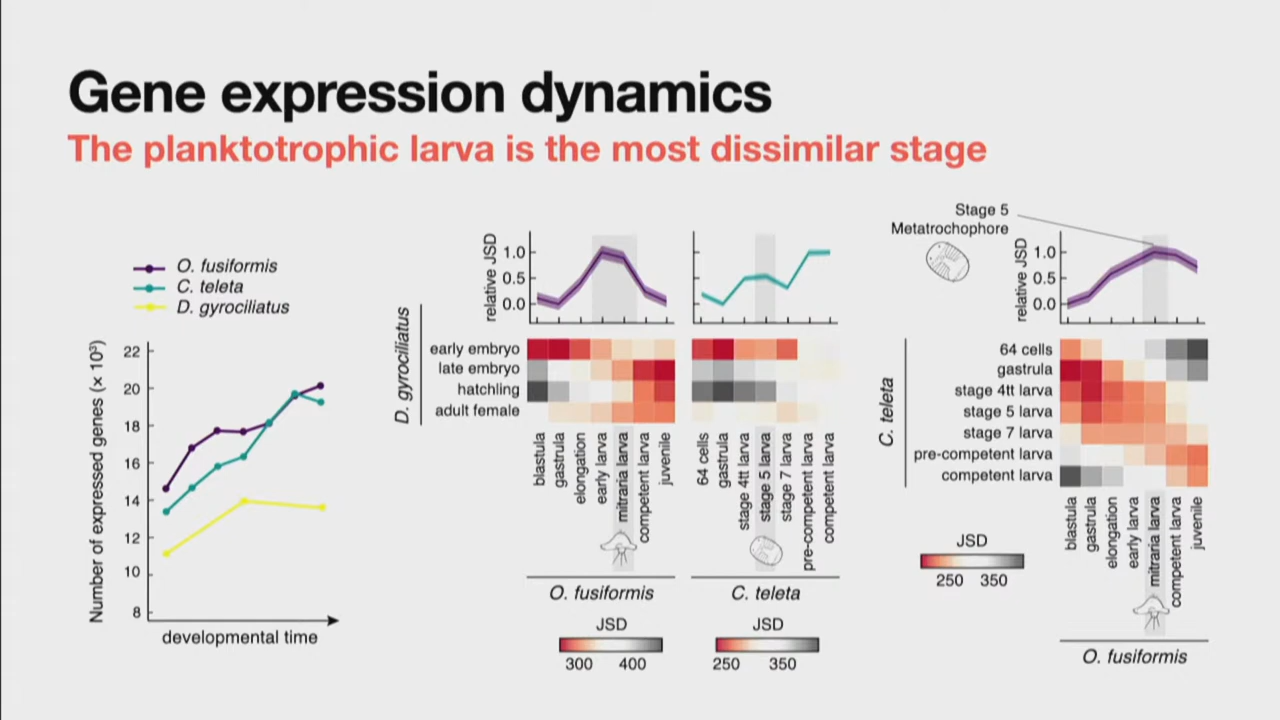 Gene expression dynamics
The planktotrophic larva is the most dissimilar stage
O. fusiformis
C. teleta
D. gyrociliatus
Number of expressed genes (× 10³)
22
20
18
16
14
12
10
8
developmental time
relative JSD
1.0
0.5
0.0
D. gyrociliatus
early embryo
late embryo
hatchling
adult female
blastula
gastrula
elongation
early larva
mitraria larva
competent larva
juvenile
O. fusiformis
JSD
300 400
64 cells
gastrula
stage 4tt larva
stage 5 larva
stage 7 larva
pre-competent larva
competent larva
C. teleta
JSD
250 350
Stage 5
Metatrochophore
relative JSD
1.0
0.5
0.0
C. teleta
64 cells
gastrula
stage 4tt larva
stage 5 larva
stage 7 larva
pre-competent larva
competent larva
JSD
250 350
blastula
gastrula
elongation
early larva
mitraria larva
competent larva
juvenile
O. fusiformis